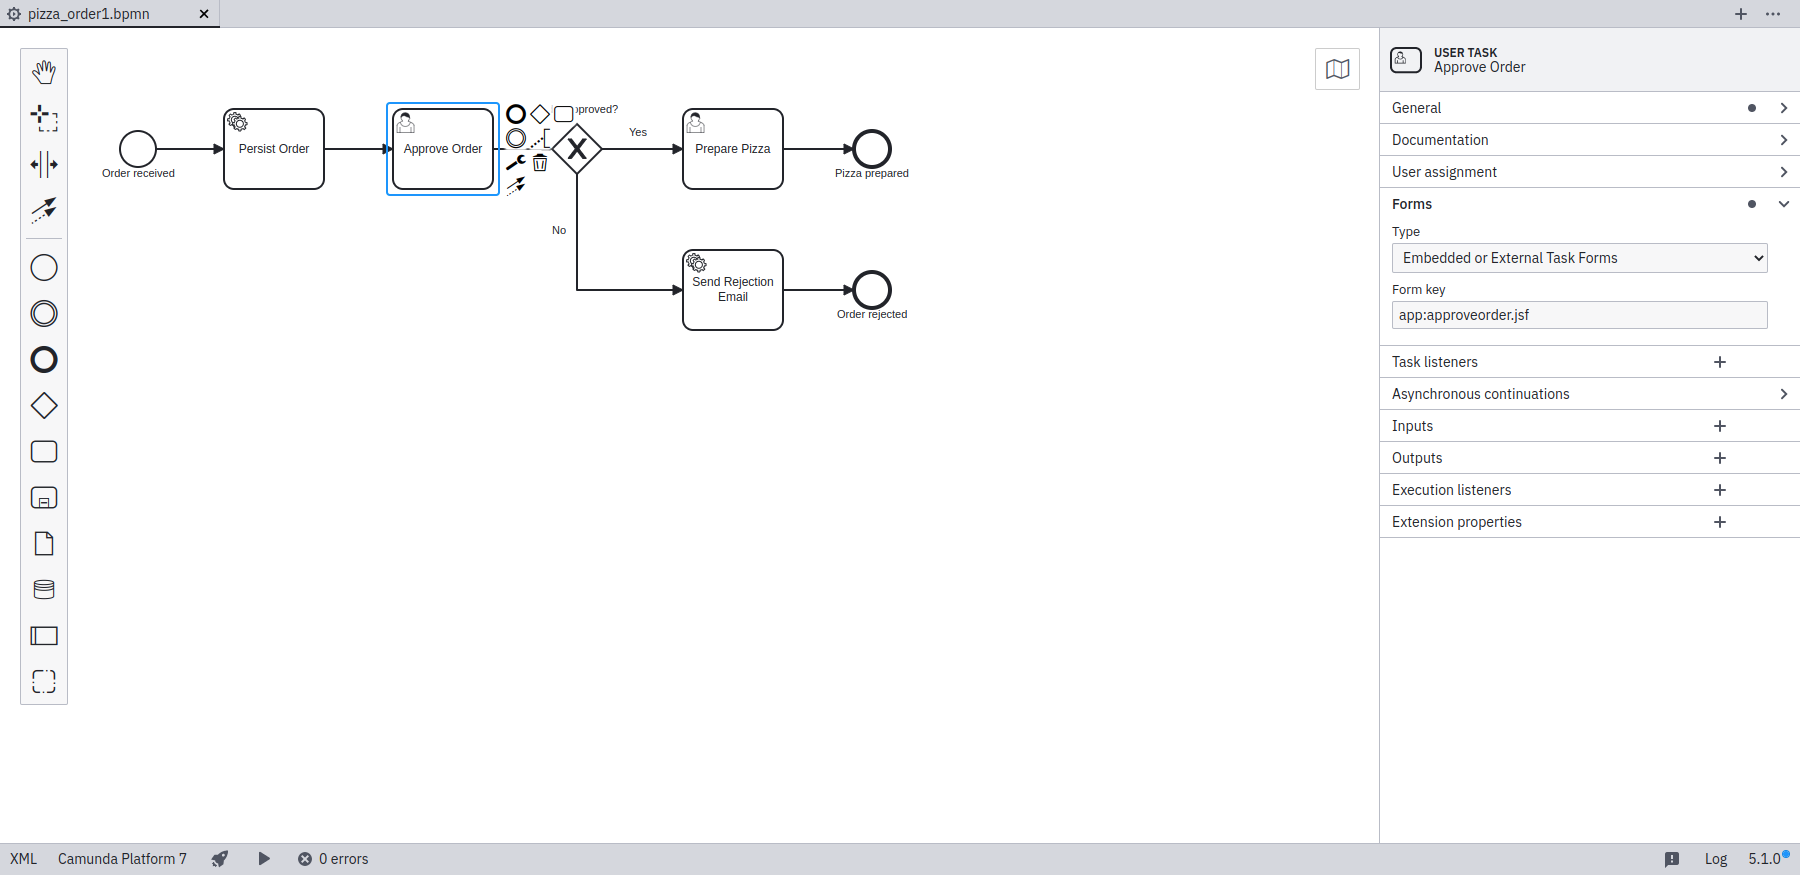 pizza_order1.bpmn
USER TASK
Approve Order
General
Documentation
User assignment
Forms
Type
Embedded or External Task Forms
Form key
app:approveorder.jsf
Task listeners
Asynchronous continuations
Inputs
Outputs
Execution listeners
Extension properties
Order received
Persist Order
Approve Order
proved?
Yes
No
Prepare Pizza
Pizza prepared
Send Rejection
Email
Order rejected
XML
Camunda Platform 7
0 errors
Log
5.1.0